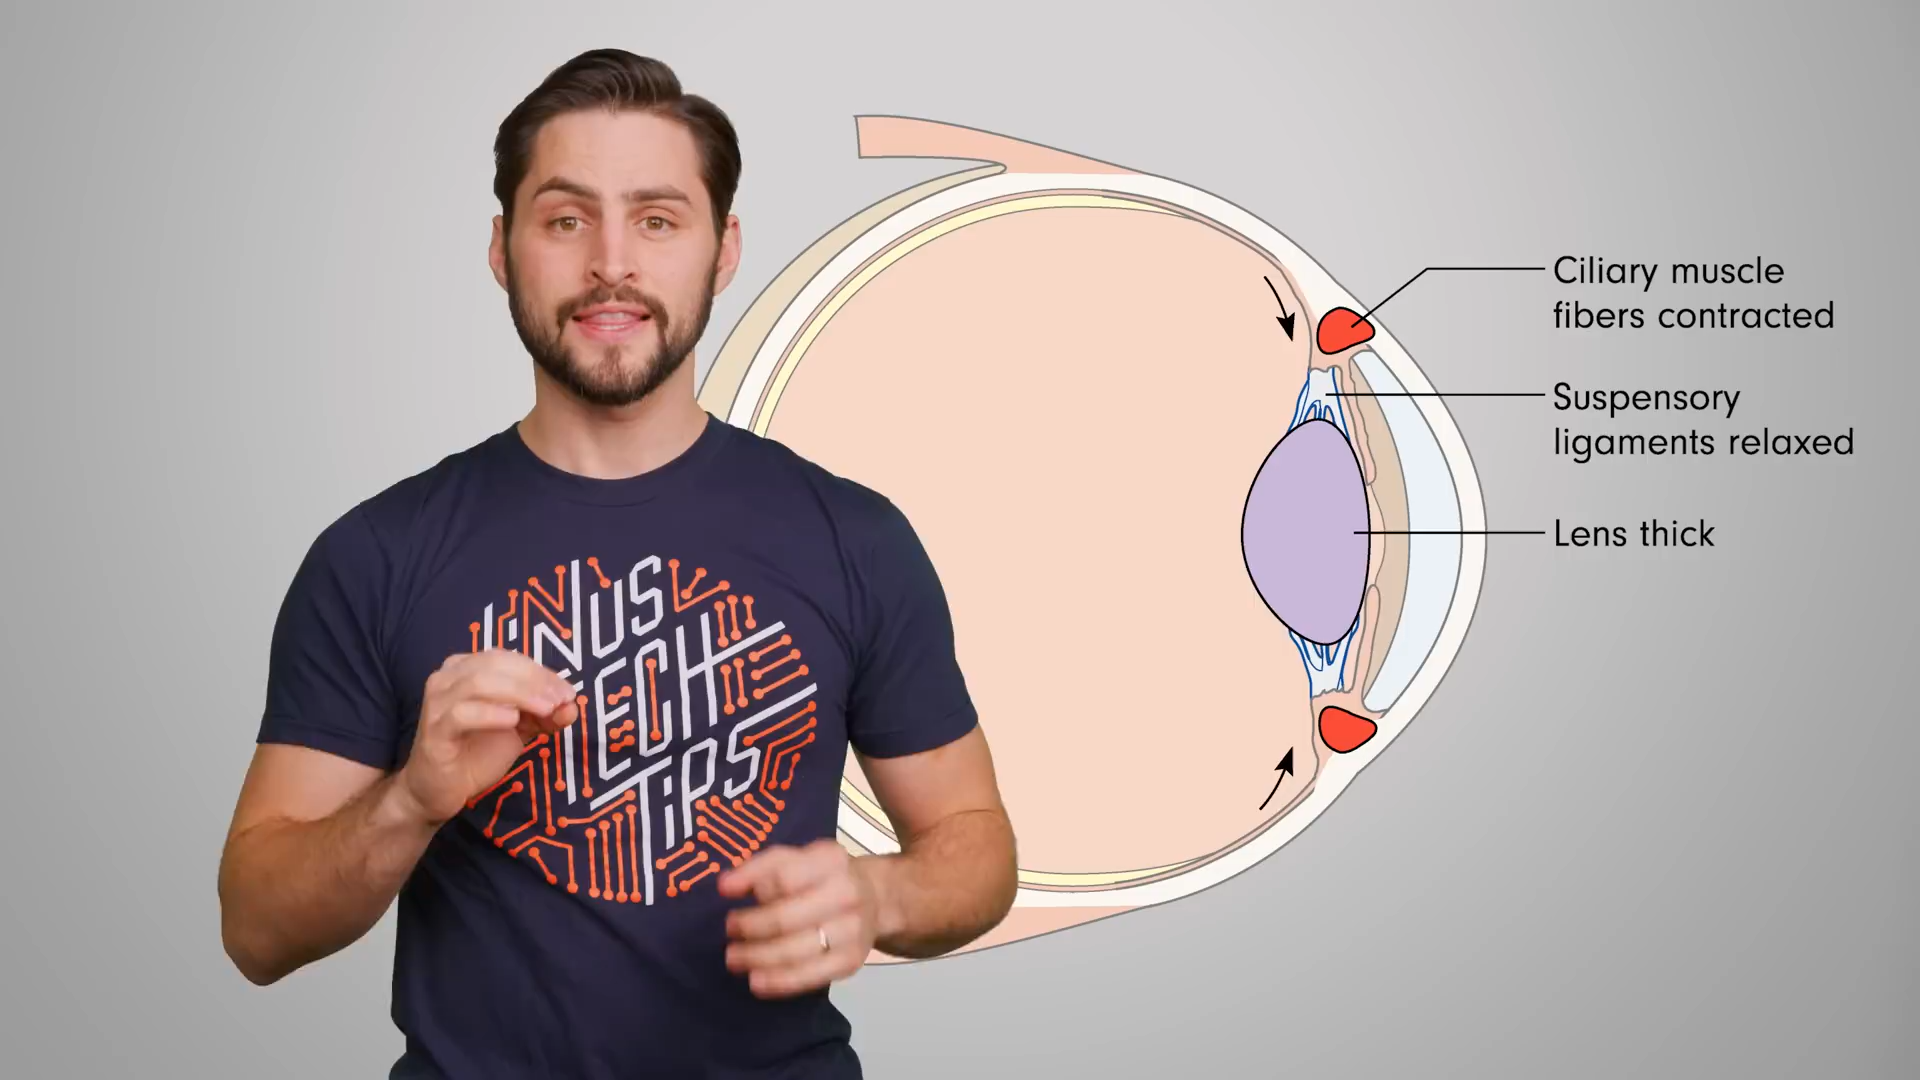 LINUS
TECH
TIPS
Ciliary muscle
fibers contracted
Suspensory
ligaments relaxed
Lens thick